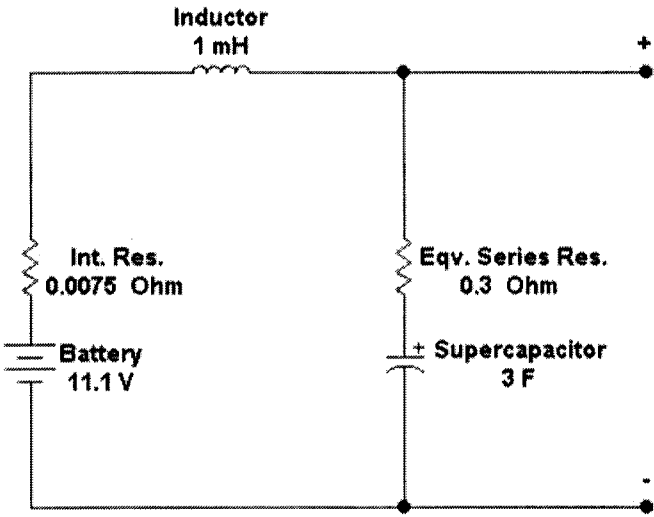 Inductor
1 mH
+
Int. Res.
0.0075 Ohm
Eqv. Series Res.
0.3 Ohm
Battery
11.1 V
+ Supercapacitor
3 F
-